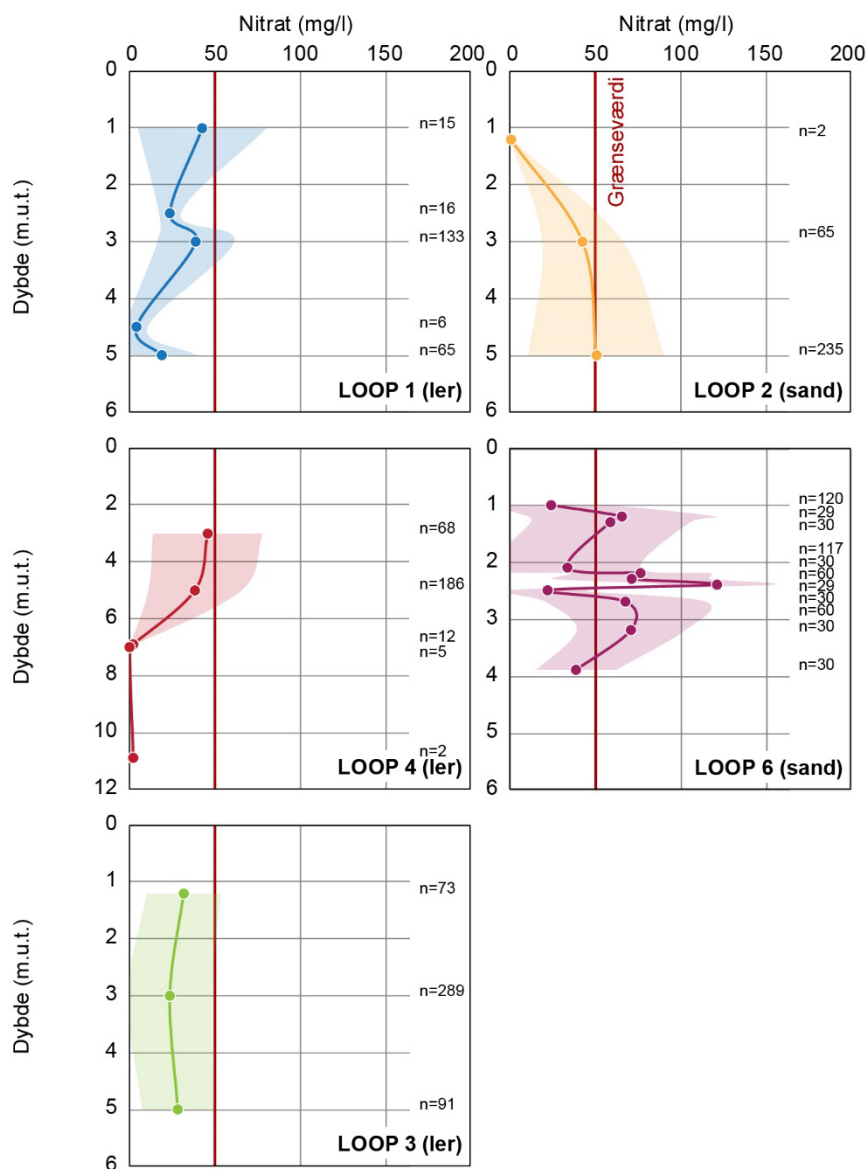 Nitrat (mg/l)
0 50 100 150 200
Dybde (m.u.t.)
0
1
2
3
4
5
6
n=15
n=16
n=133
n=6
n=65
LOOP 1 (ler)
Nitrat (mg/l)
0 50 100 150 200
0
1
2
3
4
5
6
Grænseværdi
n=2
n=65
n=235
LOOP 2 (sand)
Dybde (m.u.t.)
0
2
4
6
8
10
12
n=68
n=186
n=12
n=5
n=2
LOOP 4 (ler)
0
1
2
3
4
5
6
n=120
n=29
n=30
n=117
n=30
n=60
n=29
n=30
n=60
n=30
n=30
LOOP 6 (sand)
Dybde (m.u.t.)
0
1
2
3
4
5
6
n=73
n=289
n=91
LOOP 3 (ler)